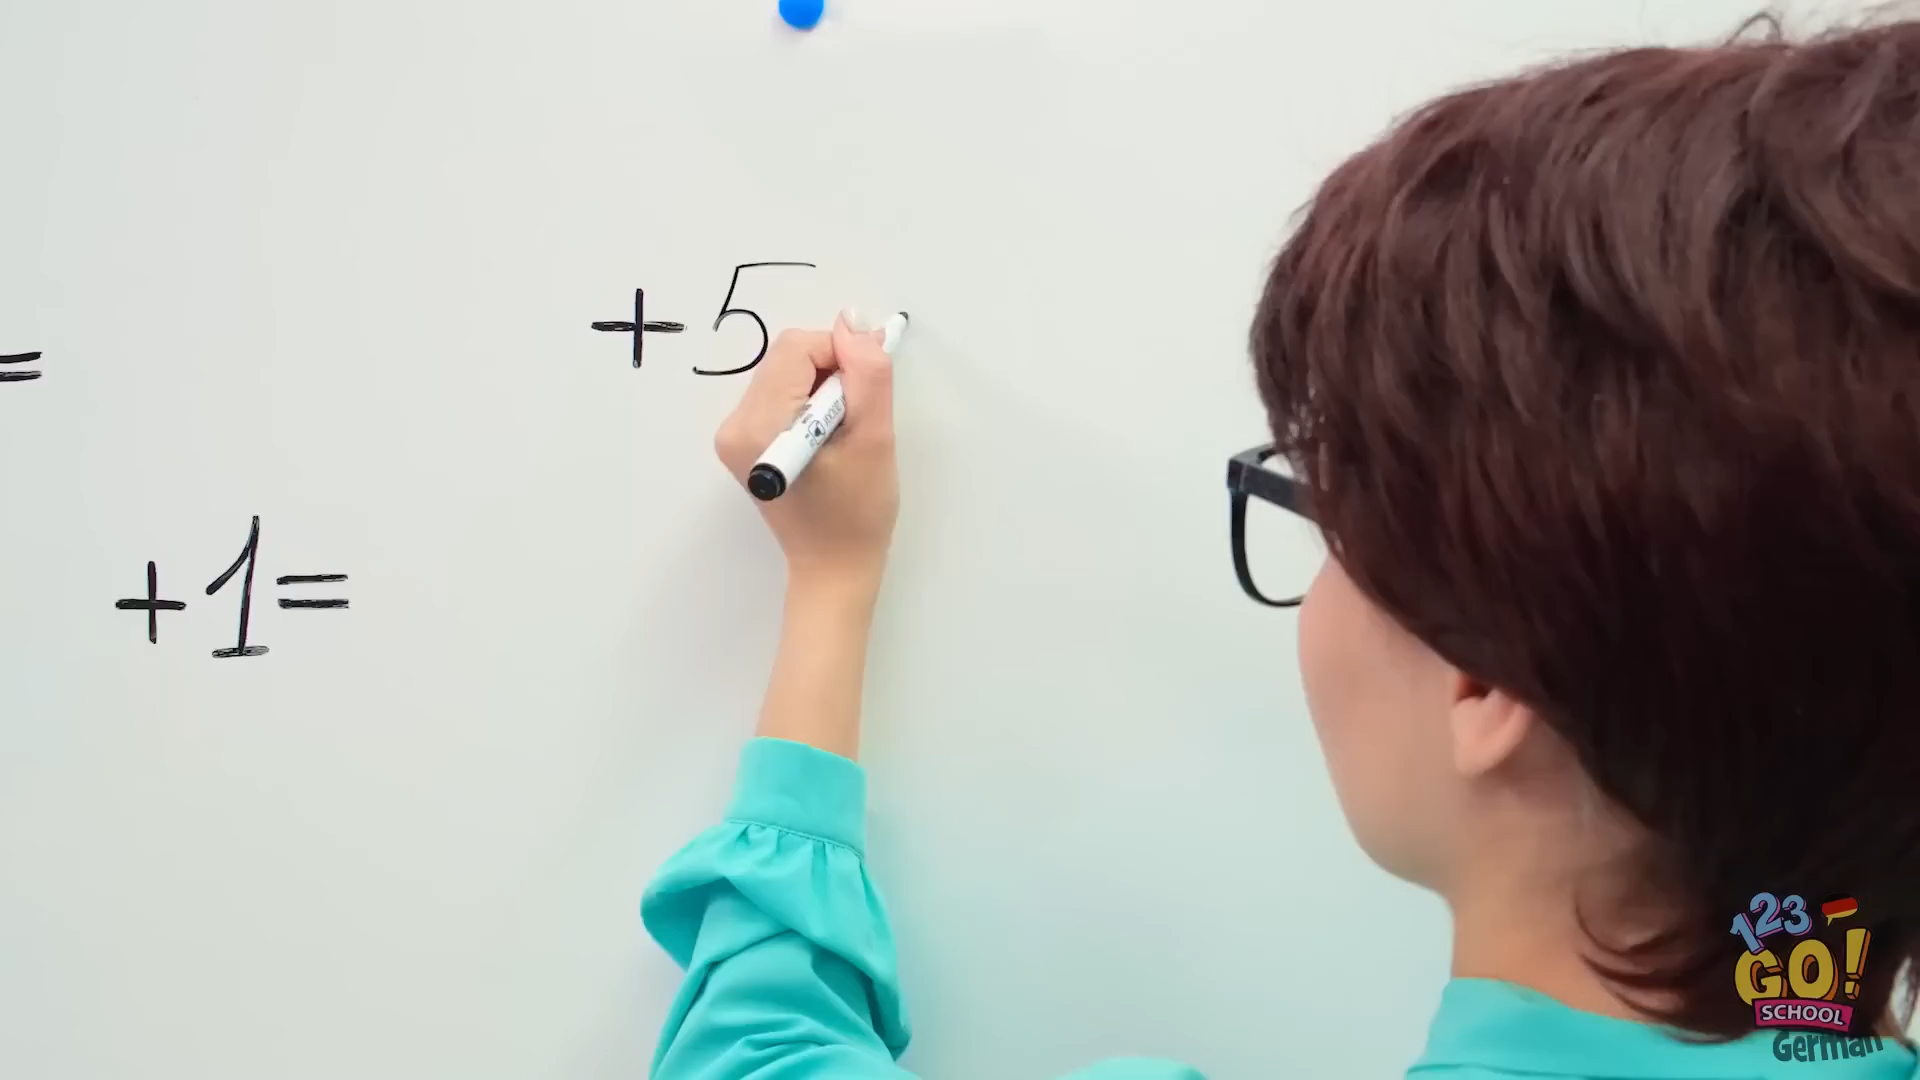 +5
=
+1=
123
GO!
SCHOOL
German